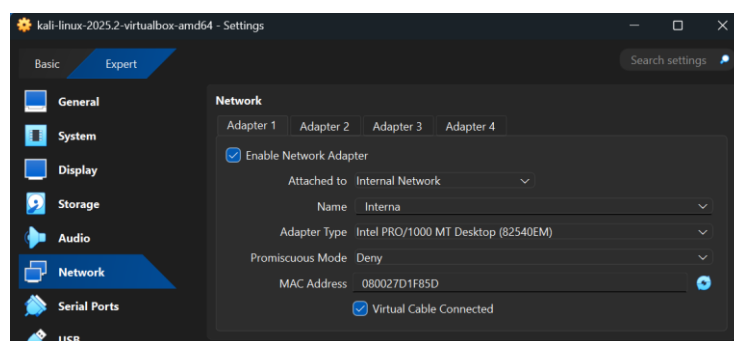 kali-linux-2025.2-virtualbox-amd64 - Settings
Basic Expert Search settings
General
System
Display
Storage
Audio
Network
Serial Ports
USB
Network
Adapter 1 Adapter 2 Adapter 3 Adapter 4
Enable Network Adapter
Attached to Internal Network
Name Interna
Adapter Type Intel PRO/1000 MT Desktop (82540EM)
Promiscuous Mode Deny
MAC Address 080027D1F85D
Virtual Cable Connected